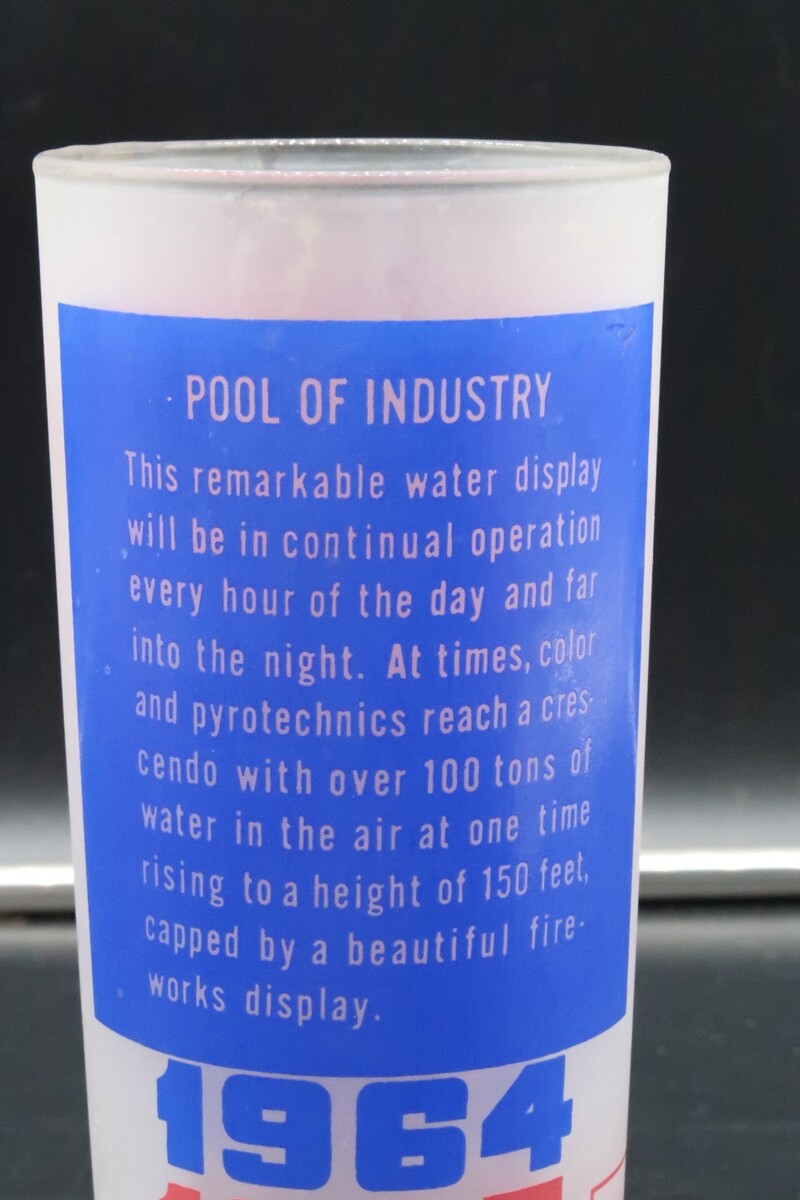 POOL OF INDUSTRY
This remarkable water display
will be in continual operation
every hour of the day and far
into the night. At times, color
and pyrotechnics reach a cres-
cendo with over 100 tons of
water in the air at one time
rising to a height of 150 feet,
capped by a beautiful fire-
works display.
1964